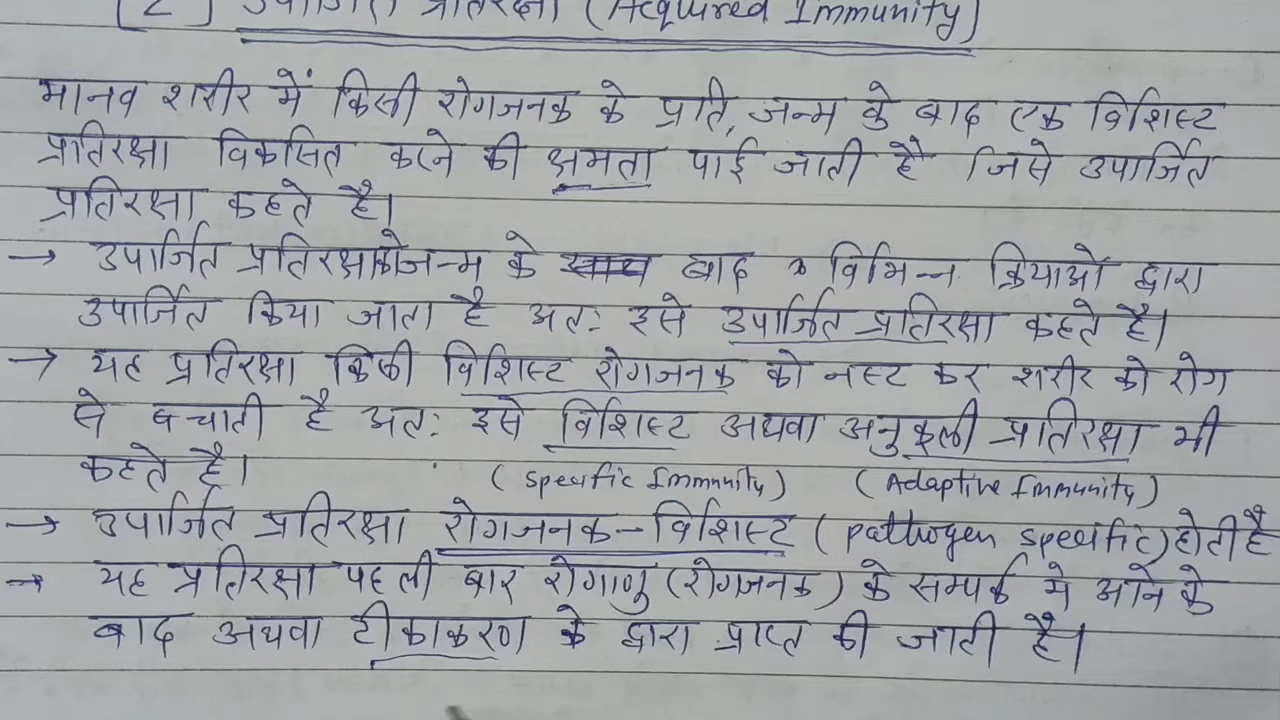 [2] उपार्जित प्रतिरक्षा (Acquired Immunity)
मानव शरीर में किसी रोगजनक के प्रति, जन्म के बाद एक विशिस्ट
प्रतिरक्षा विकसित करने की क्षमता पाई जाती है जिसे उपार्जित
प्रतिरक्षा कहते है।
→ उपार्जित प्रतिरक्षा को जन्म के बाद विभिन्न क्रियाओं द्वारा
उपार्जित किया जाता है अतः इसे उपार्जित प्रतिरक्षा कहते है।
→ यह प्रतिरक्षा किसी विशिस्ट रोगजनक को नस्ट कर शरीर को रोग
से बचाती है अतः इसे विशिस्ट अथवा अनुकुली प्रतिरक्षा भी
कहते है। (Specific Immunity) (Adaptive Immunity)
→ उपार्जित प्रतिरक्षा रोगजनक-विशिस्ट (pathogen specific) होती है
→ यह प्रतिरक्षा पहली बार रोगाणु (रोगजनक) के सम्पर्क मे आने के
बाद अथवा टीकाकरण के द्वारा प्राप्त की जाती है।